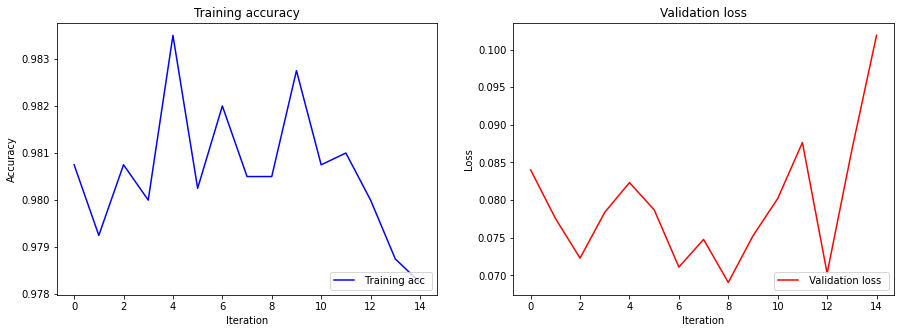 Training accuracy
Accuracy
0.983
0.982
0.981
0.980
0.979
0.978
0 2 4 6 8 10 12 14
Iteration
Training acc
Validation loss
Loss
0.100
0.095
0.090
0.085
0.080
0.075
0.070
0 2 4 6 8 10 12 14
Iteration
Validation loss